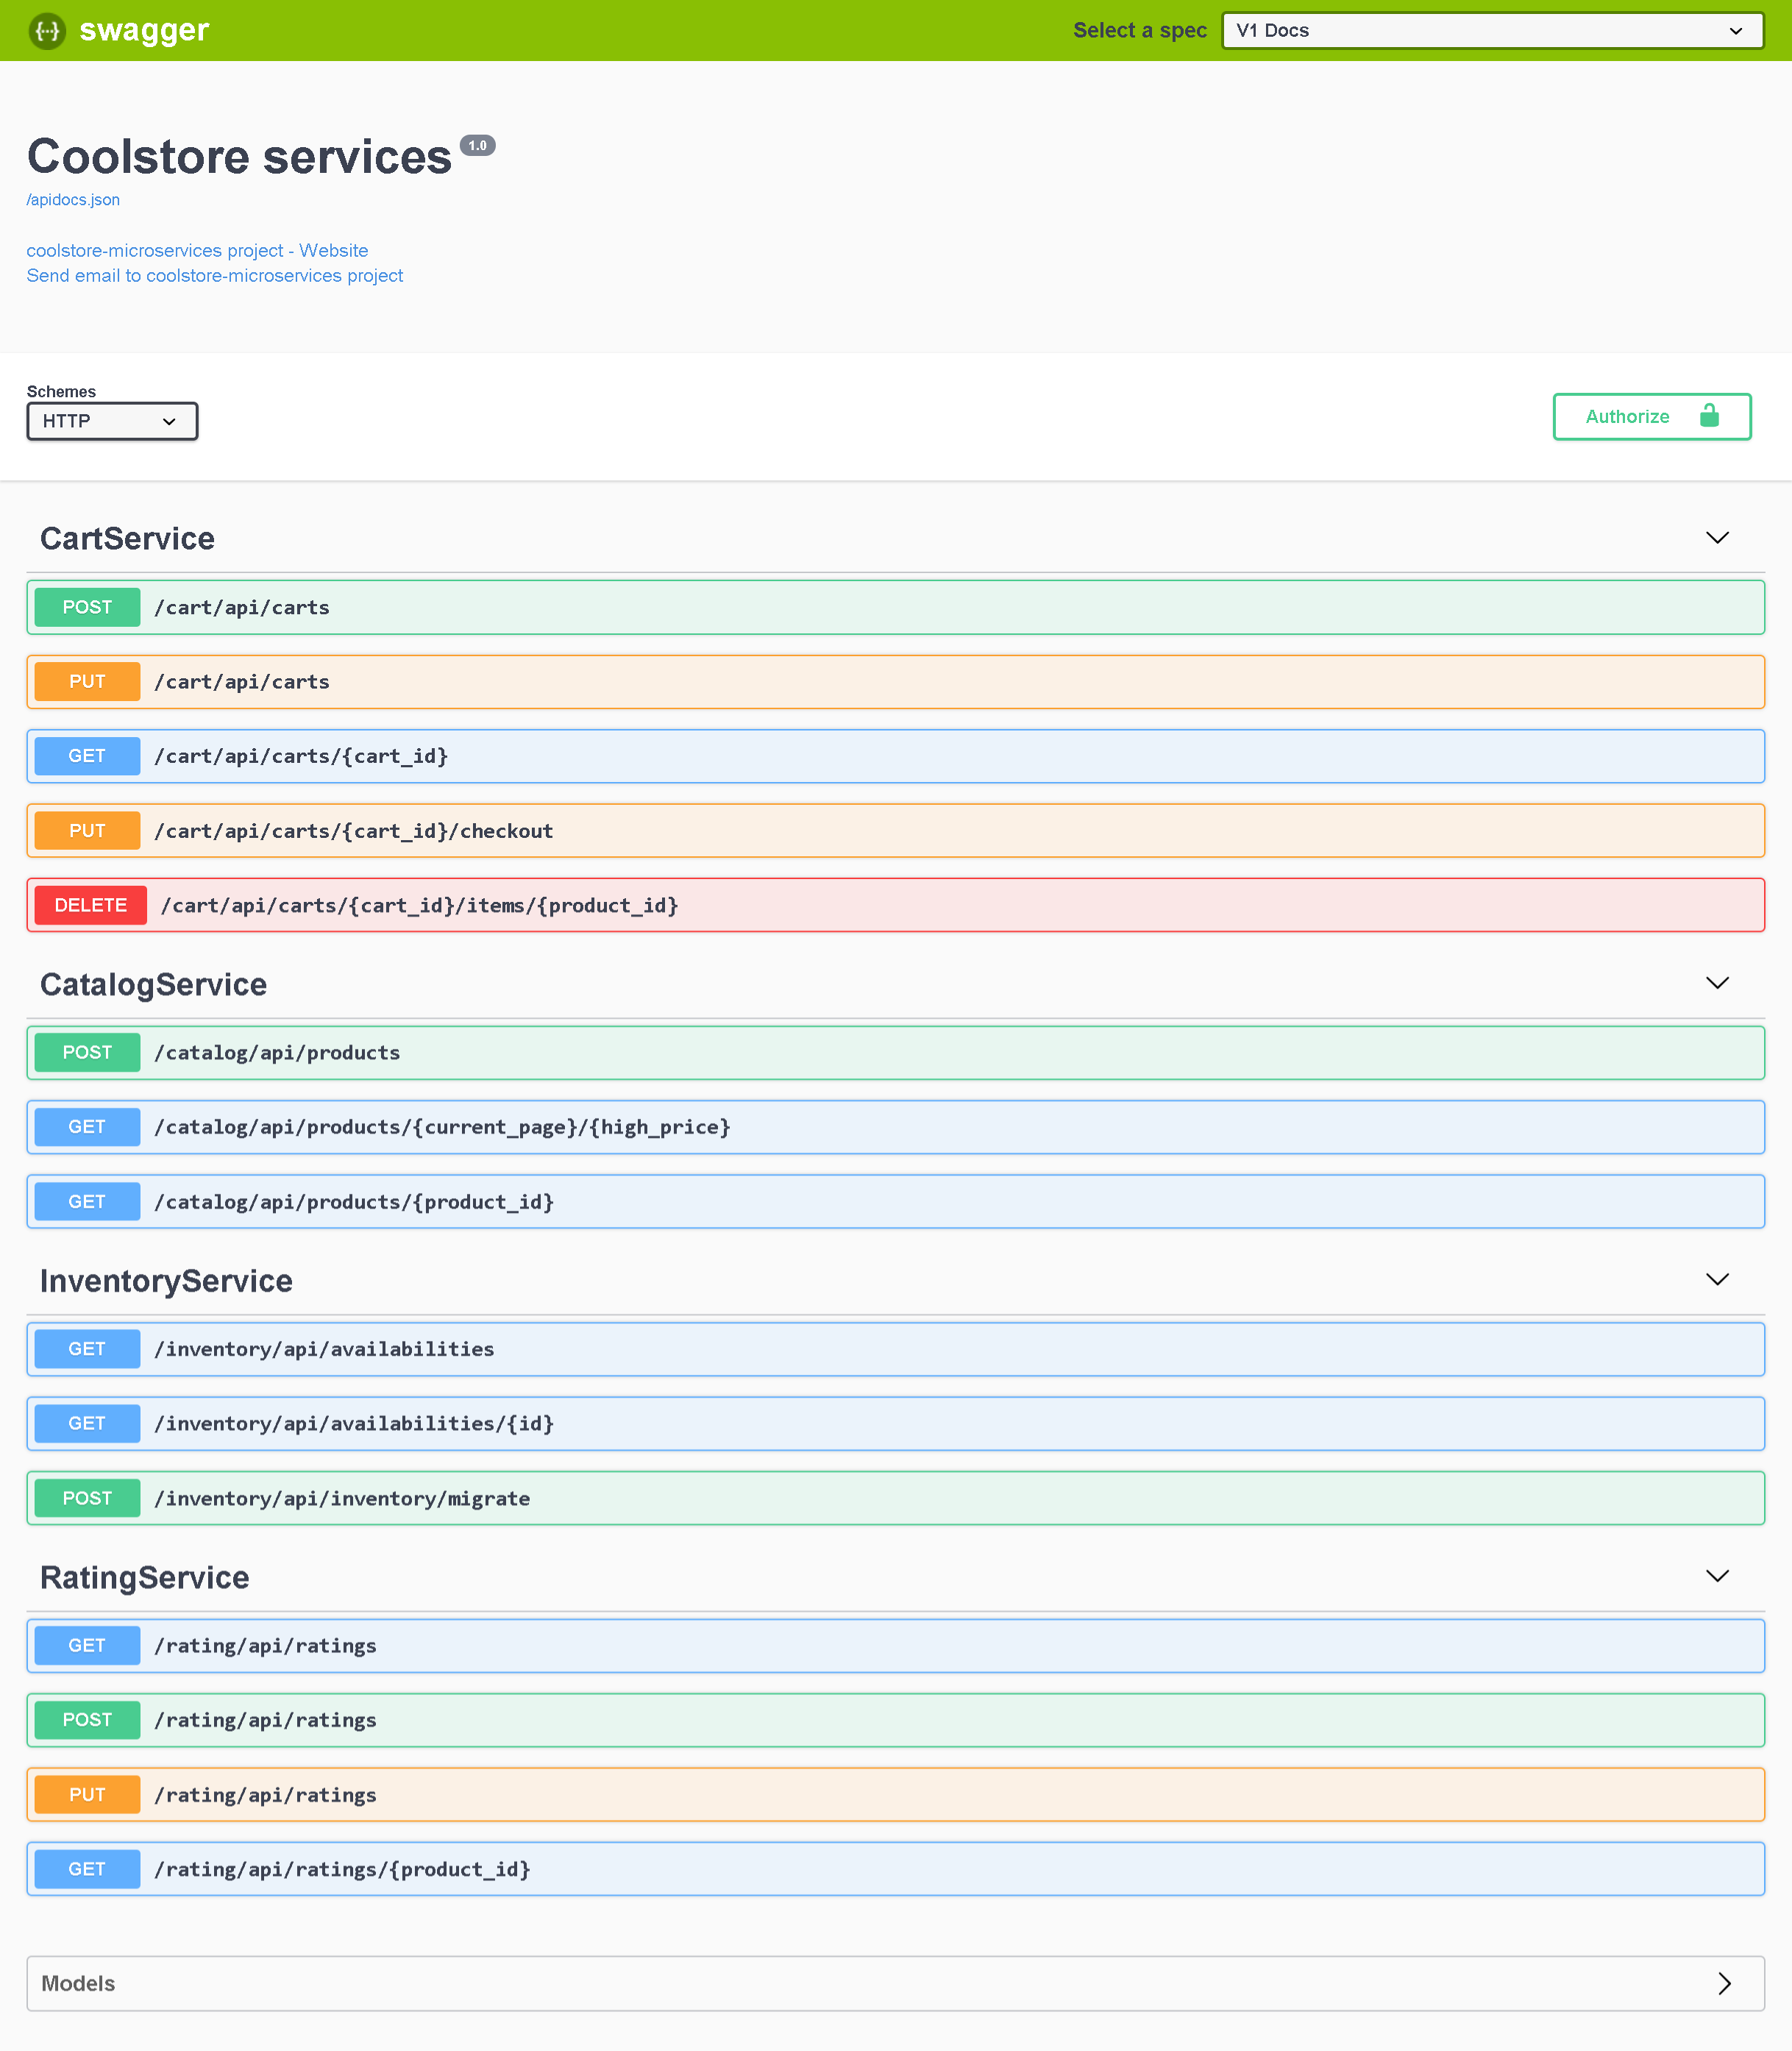 {···} swagger Select a spec V1 Docs
Coolstore services 1.0
/apidocs.json
coolstore-microservices project - Website
Send email to coolstore-microservices project
Schemes
HTTP
Authorize
CartService
POST /cart/api/carts
PUT /cart/api/carts
GET /cart/api/carts/{cart_id}
PUT /cart/api/carts/{cart_id}/checkout
DELETE /cart/api/carts/{cart_id}/items/{product_id}
CatalogService
POST /catalog/api/products
GET /catalog/api/products/{current_page}/{high_price}
GET /catalog/api/products/{product_id}
InventoryService
GET /inventory/api/availabilities
GET /inventory/api/availabilities/{id}
POST /inventory/api/inventory/migrate
RatingService
GET /rating/api/ratings
POST /rating/api/ratings
PUT /rating/api/ratings
GET /rating/api/ratings/{product_id}
Models